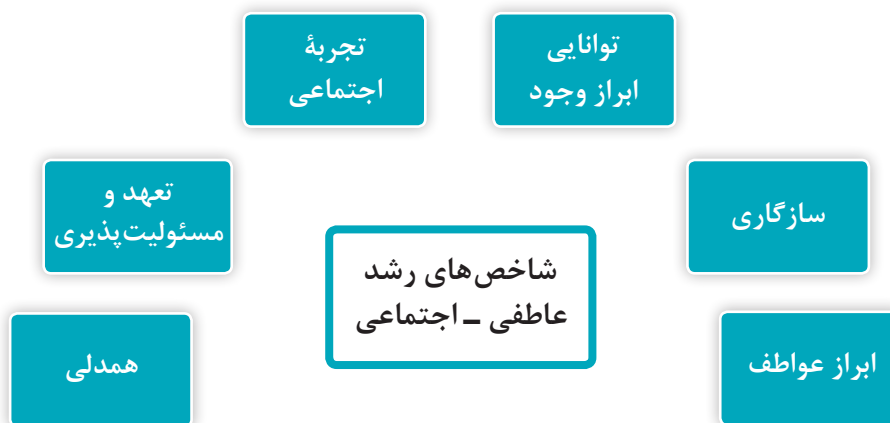 توانایی
ابراز وجود
تجربهٔ
اجتماعی
سازگاری
تعهد و
مسئولیت‌پذیری
شاخص‌های رشد
عاطفی ـ اجتماعی
ابراز عواطف
همدلی